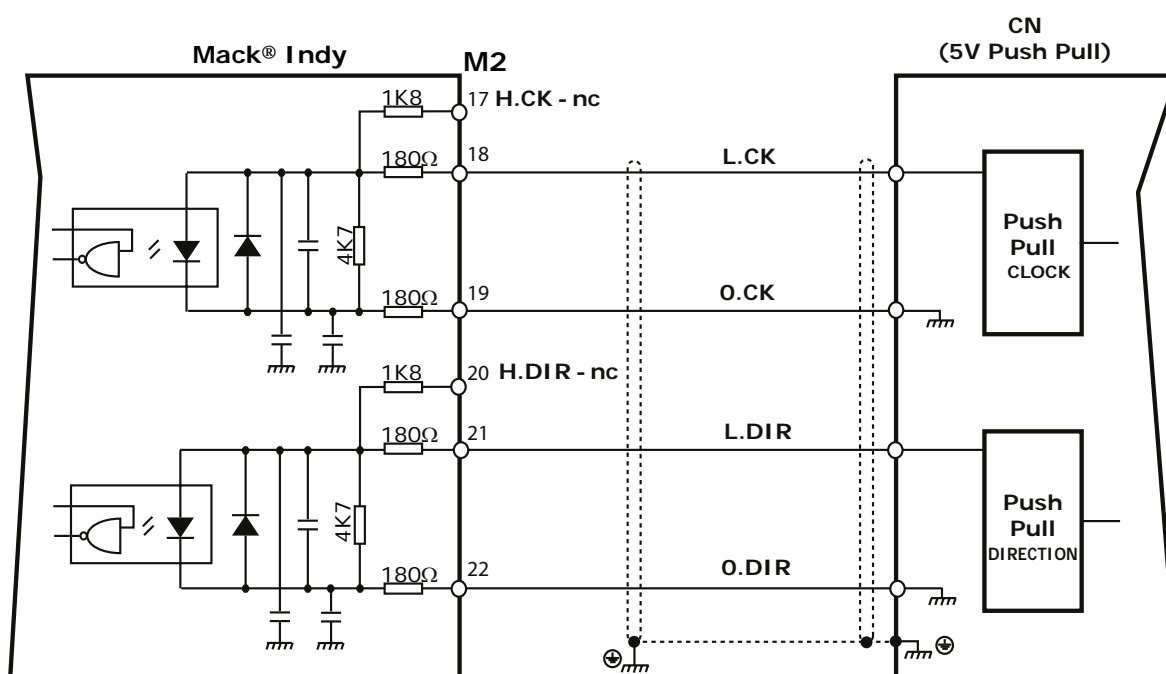 CN
(5V Push Pull)
Mack® Indy
M2
1K8
17 H.CK - nc
180Ω
18
L.CK
4K7
Push
Pull
CLOCK
180Ω
19
0.CK
1K8
20 H.DIR - nc
180Ω
21
L.DIR
4K7
Push
Pull
DIRECTION
180Ω
22
0.DIR